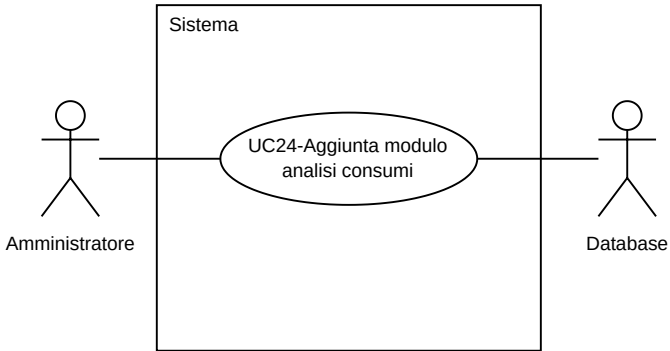 Sistema
UC24-Aggiunta modulo
analisi consumi
Amministratore
Database